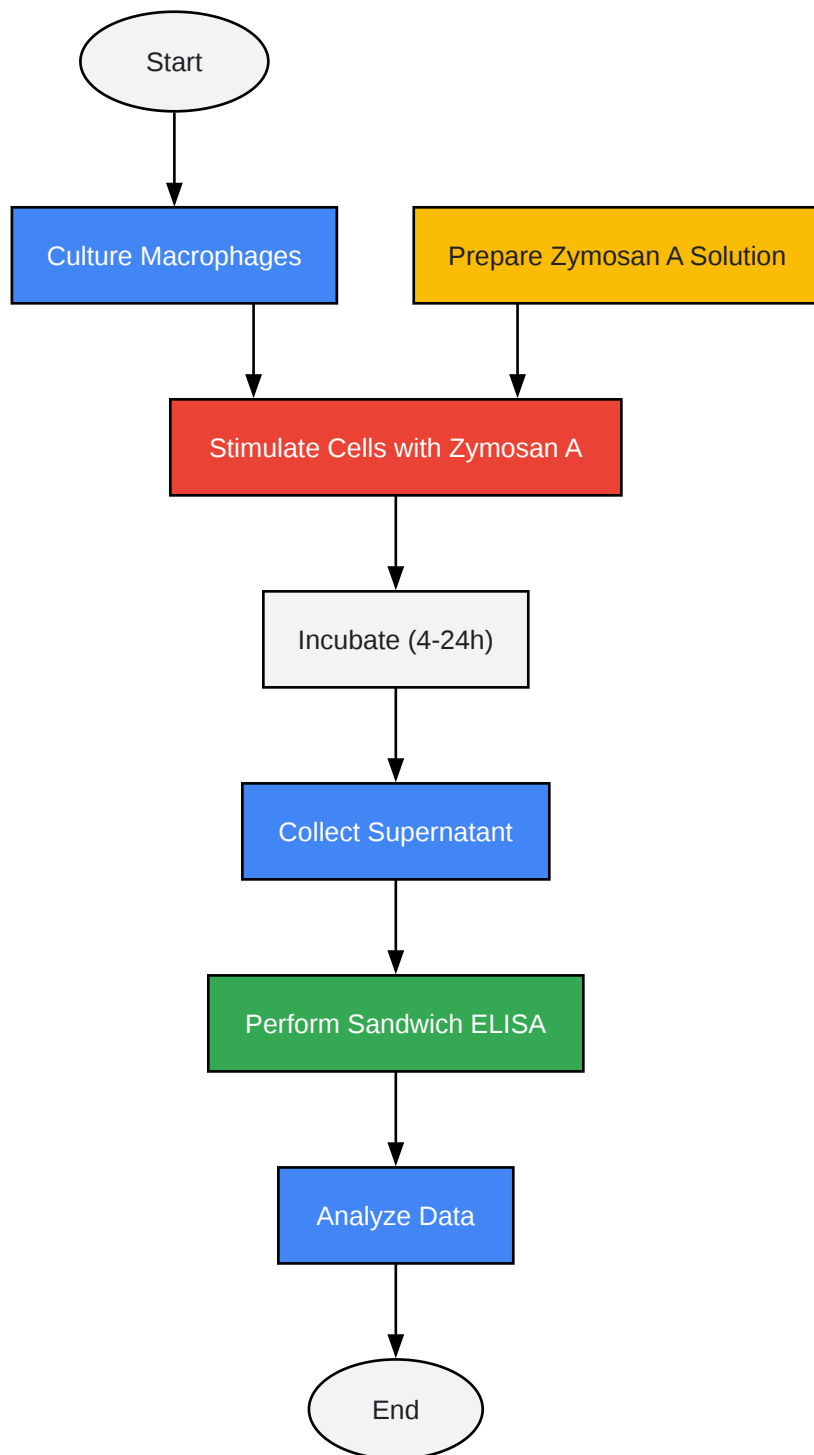 Start
Culture Macrophages
Prepare Zymosan A Solution
Stimulate Cells with Zymosan A
Incubate (4-24h)
Collect Supernatant
Perform Sandwich ELISA
Analyze Data
End